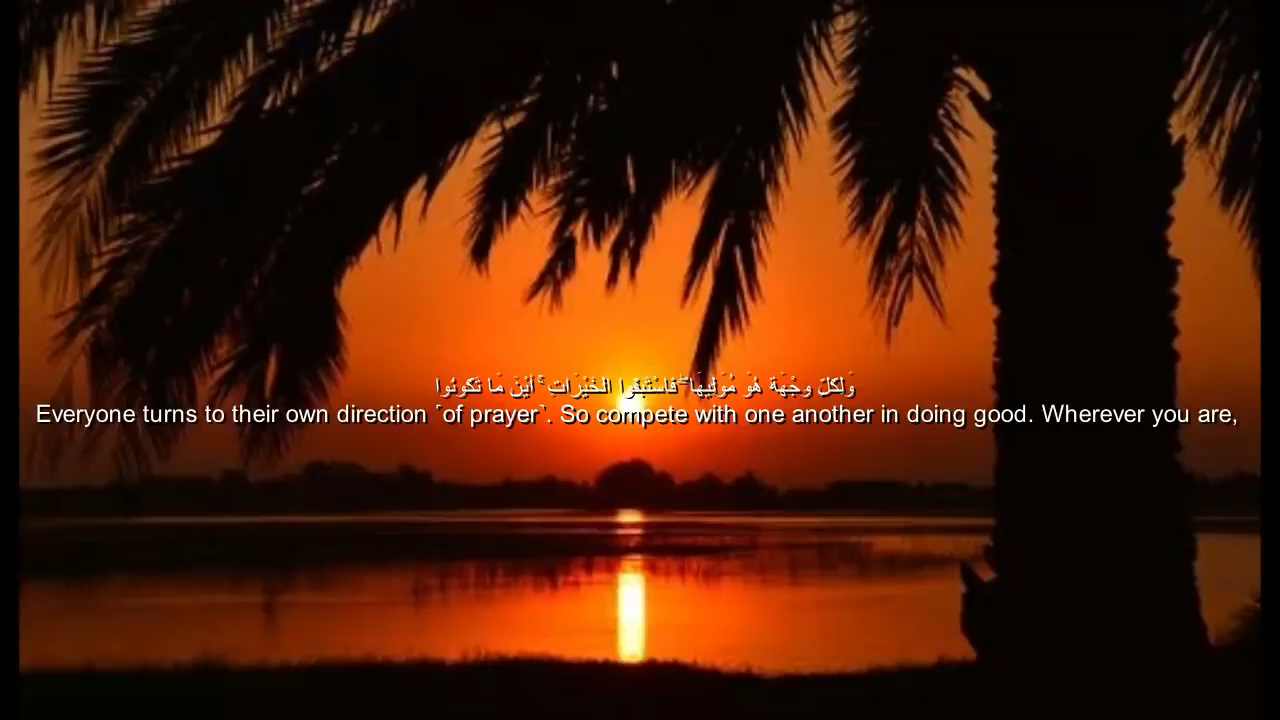 وَلِكُلٍّ وِجْهَةٌ هُوَ مُوَلِّيهَا ۖ فَاسْتَبِقُوا الْخَيْرَاتِ ۚ أَيْنَ مَا تَكُونُوا
Everyone turns to their own direction ˹of prayer˺. So compete with one another in doing good. Wherever you are,